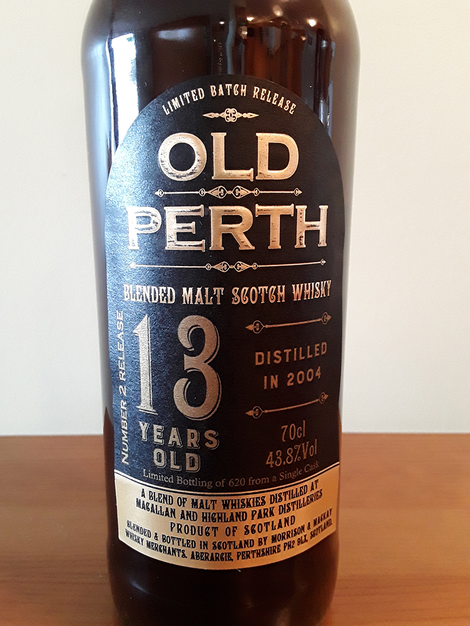 LIMITED BATCH RELEASE
OLD
PERTH
BLENDED MALT SCOTCH WHISKY
NUMBER 2 RELEASE
13
YEARS
OLD
DISTILLED
IN 2004
70cl
43.8%Vol
Limited Bottling of 620 from a Single Cask
A BLEND OF MALT WHISKIES DISTILLED AT
MACALLAN AND HIGHLAND PARK DISTILLERIES
PRODUCT OF SCOTLAND
BLENDED & BOTTLED IN SCOTLAND BY MORRISON & MACKAY
WHISKY MERCHANTS, ABERARGIE, PERTHSHIRE PH2 9LX, SCOTLAND.